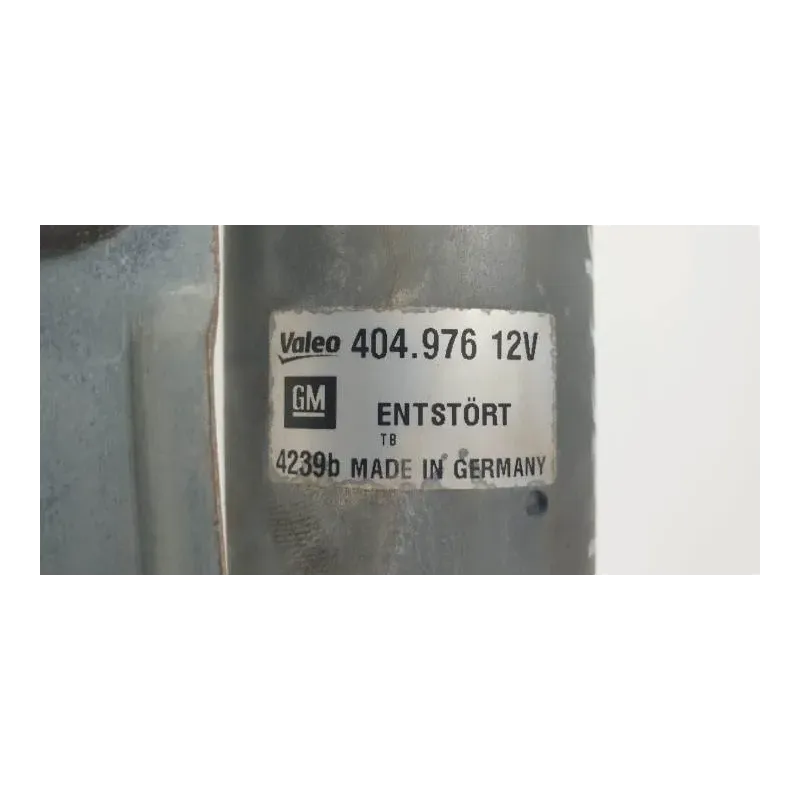 Valeo 404.976 12V
GM ENTSTÖRT
TB
4239b MADE IN GERMANY